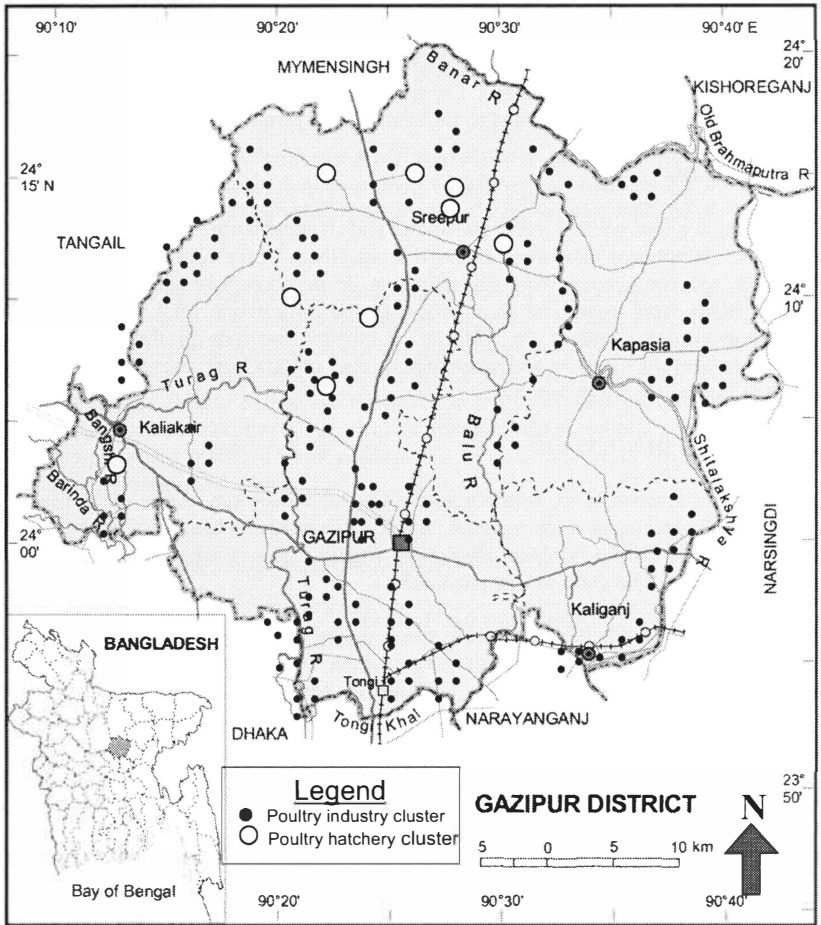 90°10'
90°20'
90°30'
90°40' E
24°
20'
MYMENSINGH
Banar R
KISHOREGANJ
Old Brahmaputra R
24°
15' N
Sreepur
TANGAIL
24°
10'
Kapasia
Turag R
Kaliakair
Bangshi R
Balu R
Barinda R
Shitalakshya R
GAZIPUR
24°
00'
NARSINGDI
Turag R
Kaliganj
BANGLADESH
Tongi
DHAKA
Tongi Khal
NARAYANGANJ
Legend
Poultry industry cluster
Poultry hatchery cluster
GAZIPUR DISTRICT
N
5 0 5 10 km
23°
50'
Bay of Bengal
90°20'
90°30'
90°40'